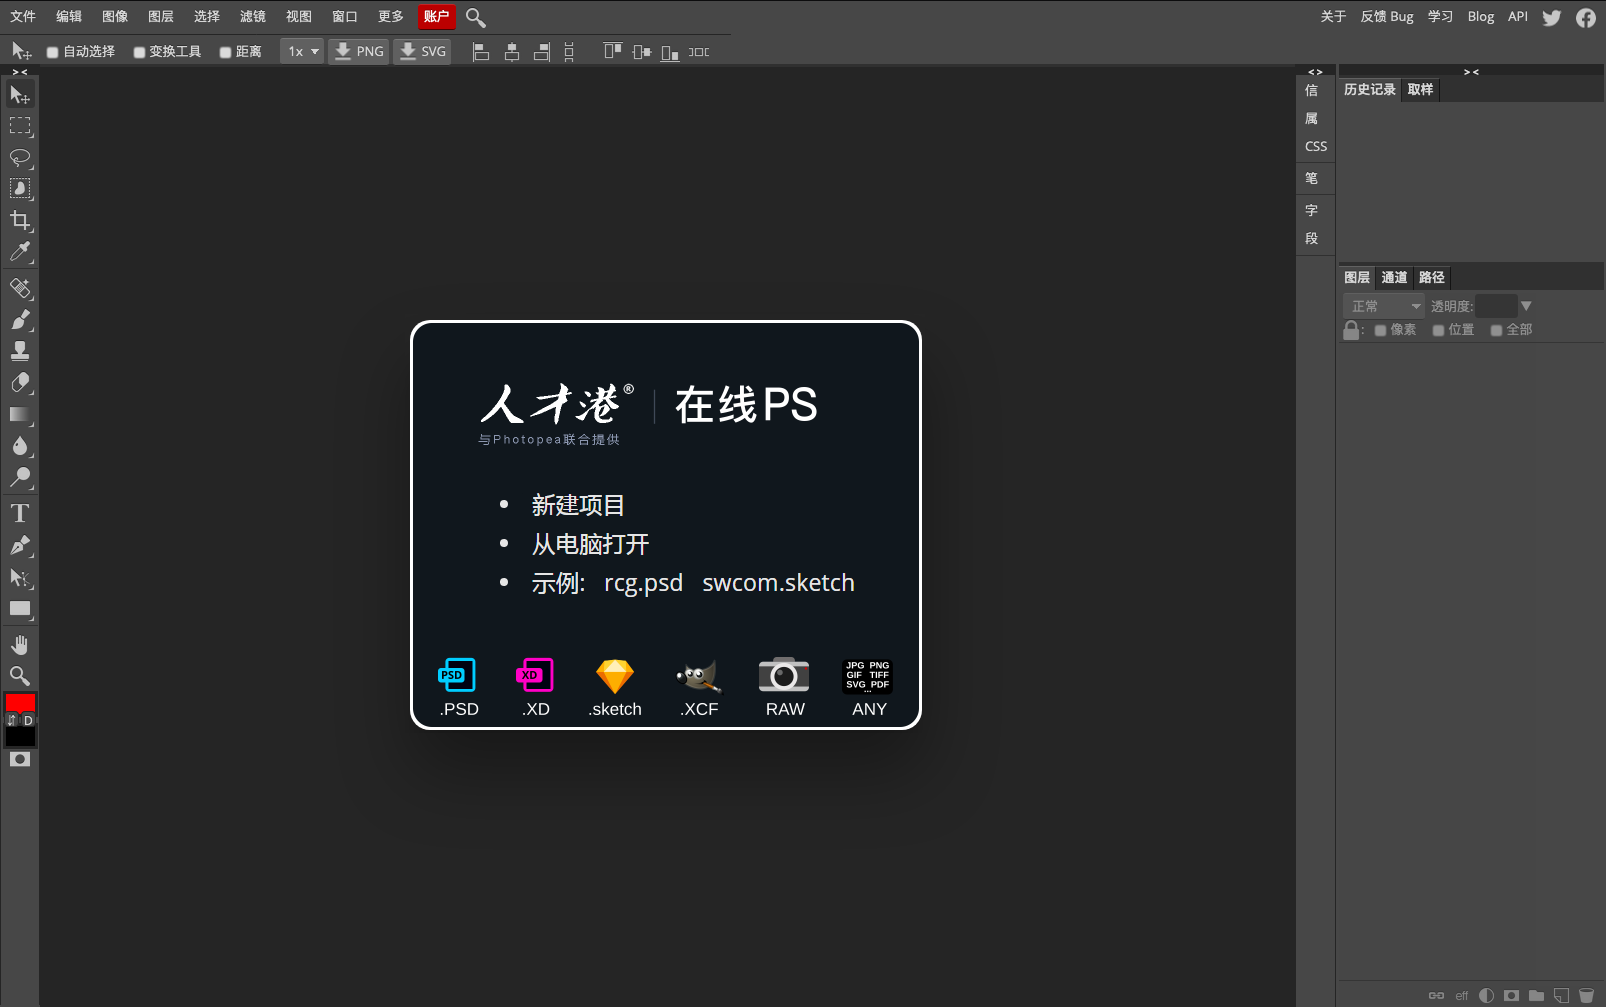 文件 编辑 图像 图层 选择 滤镜 视图 窗口 更多 账户 关于 反馈 Bug 学习 Blog API
自动选择 变换工具 距离 1x PNG SVG
> < < > > <
信
属
CSS
笔
字
段
历史记录 取样
图层 通道 路径
正常 透明度:
: 像素 位置 全部
人才港® 在线PS
与Photopea联合提供
• 新建项目
• 从电脑打开
• 示例: rcg.psd swcom.sketch
PSD XD JPG PNG
GIF TIFF
SVG PDF
...
.PSD .XD .sketch .XCF RAW ANY
T
D
eff